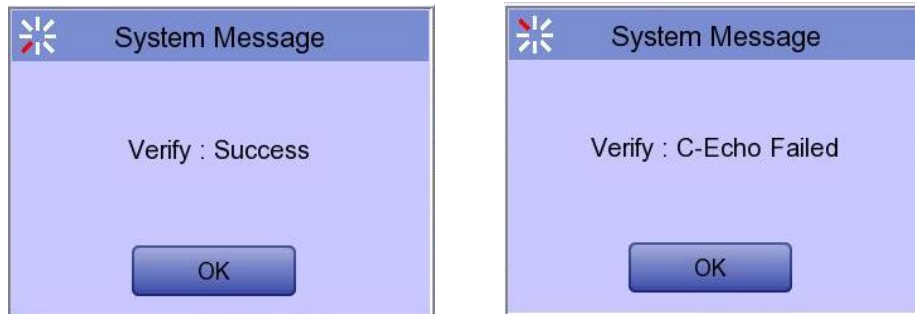 System Message
Verify : Success
OK
System Message
Verify : C-Echo Failed
OK